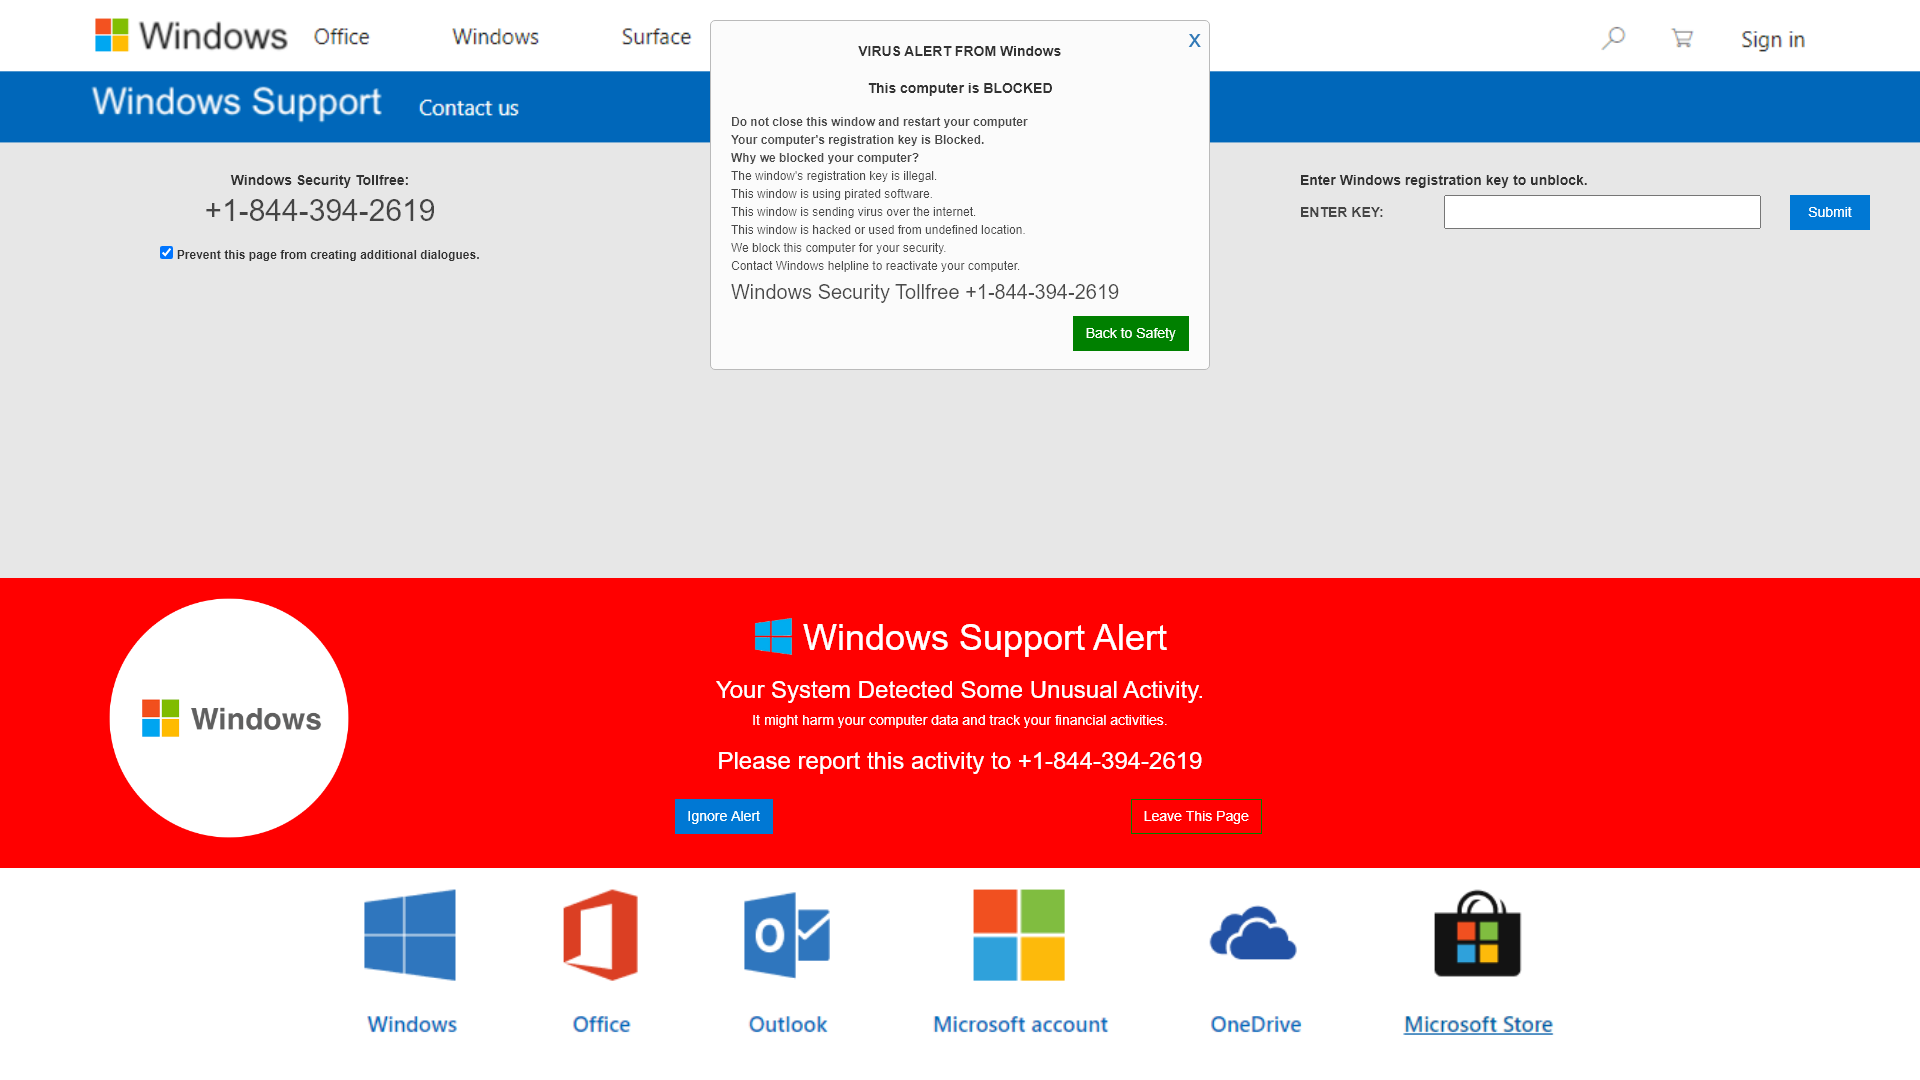 Windows
Office
Windows
Surface
Sign in
Windows Support
Contact us
X
VIRUS ALERT FROM Windows
This computer is BLOCKED
Do not close this window and restart your computer
Your computer's registration key is Blocked.
Why we blocked your computer?
The window's registration key is illegal.
This window is using pirated software.
This window is sending virus over the internet.
This window is hacked or used from undefined location.
We block this computer for your security.
Contact Windows helpline to reactivate your computer.
Windows Security Tollfree +1-844-394-2619
Back to Safety
Windows Security Tollfree:
+1-844-394-2619
Prevent this page from creating additional dialogues.
Enter Windows registration key to unblock.
ENTER KEY:
Submit
Windows
Windows Support Alert
Your System Detected Some Unusual Activity.
It might harm your computer data and track your financial activities.
Please report this activity to +1-844-394-2619
Ignore Alert
Leave This Page
Windows
Office
Outlook
Microsoft account
OneDrive
Microsoft Store